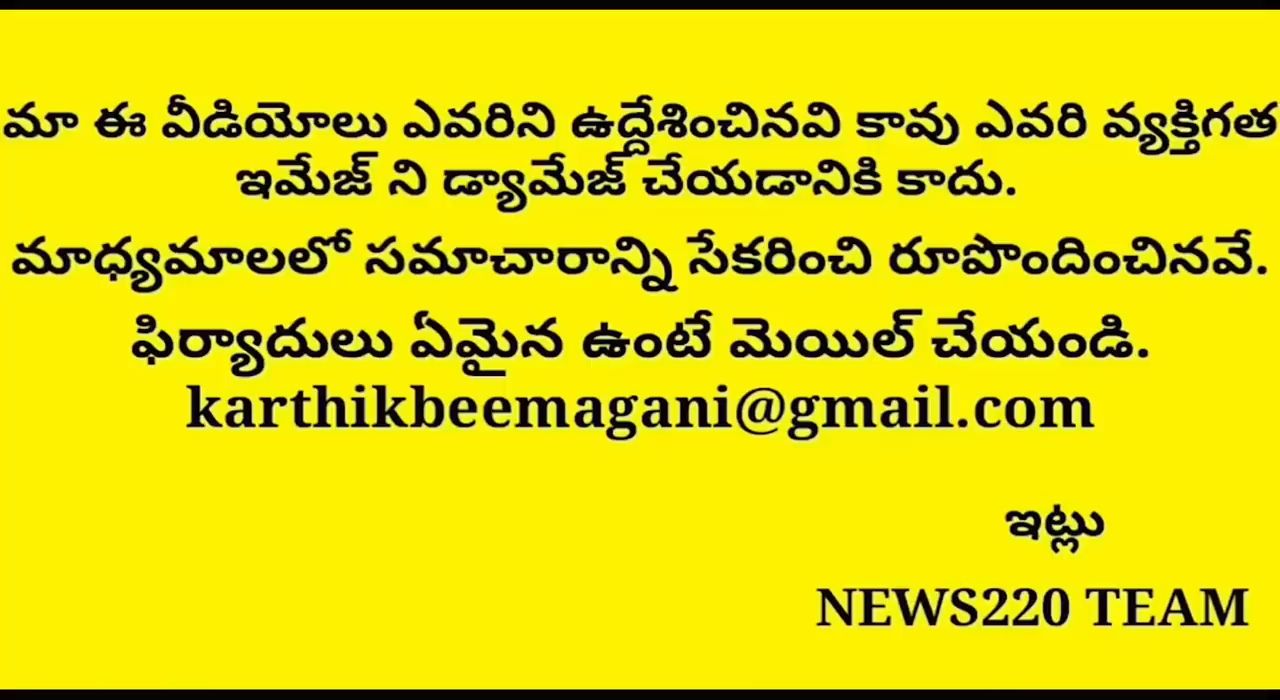 మా ఈ వీడియోలు ఎవరిని ఉద్దేశించినవి కావు ఎవరి వ్యక్తిగత
ఇమేజ్ ని డ్యామేజ్ చేయడానికి కాదు.
మాధ్యమాలలో సమాచారాన్ని సేకరించి రూపొందించినవే.
ఫిర్యాదులు ఏమైన ఉంటే మెయిల్ చేయండి.
karthikbeemagani@gmail.com
ఇట్లు
NEWS220 TEAM